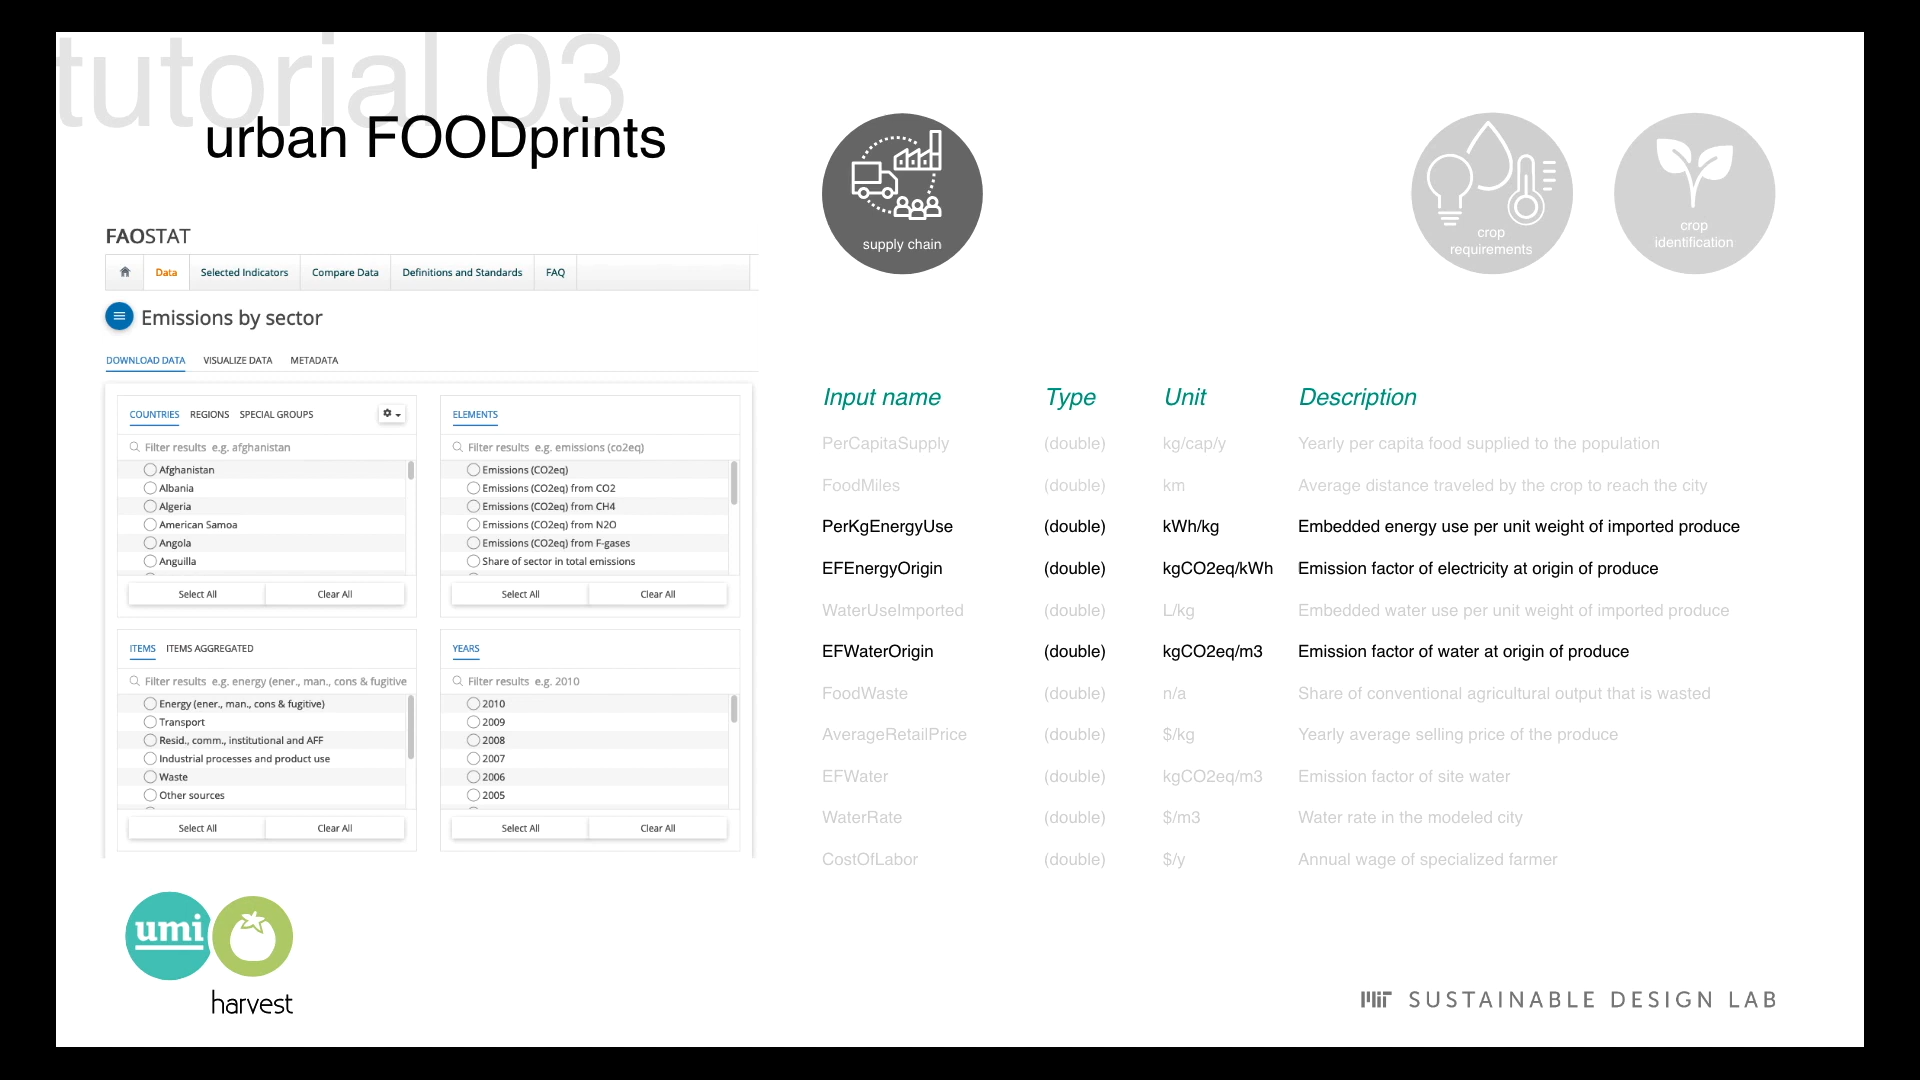 tutorial 03
urban FOODprints
supply chain
crop
requirements
crop
identification
FAOSTAT
Data
Selected Indicators
Compare Data
Definitions and Standards
FAQ
Emissions by sector
DOWNLOAD DATA
VISUALIZE DATA
METADATA
COUNTRIES REGIONS SPECIAL GROUPS
Filter results e.g. afghanistan
Afghanistan
Albania
Algeria
American Samoa
Angola
Anguilla
Select All
Clear All
ELEMENTS
Filter results e.g. emissions (co2eq)
Emissions (CO2eq)
Emissions (CO2eq) from CO2
Emissions (CO2eq) from CH4
Emissions (CO2eq) from N2O
Emissions (CO2eq) from F-gases
Share of sector in total emissions
Select All
Clear All
ITEMS ITEMS AGGREGATED
Filter results e.g. energy (ener., man., cons & fugitive
Energy (ener., man., cons & fugitive)
Transport
Resid., comm., institutional and AFF
Industrial processes and product use
Waste
Other sources
Select All
Clear All
YEARS
Filter results e.g. 2010
2010
2009
2008
2007
2006
2005
Select All
Clear All
Input name Type Unit Description
PerCapitaSupply (double) kg/cap/y Yearly per capita food supplied to the population
FoodMiles (double) km Average distance traveled by the crop to reach the city
PerKgEnergyUse (double) kWh/kg Embedded energy use per unit weight of imported produce
EFEnergyOrigin (double) kgCO2eq/kWh Emission factor of electricity at origin of produce
WaterUseImported (double) L/kg Embedded water use per unit weight of imported produce
EFWaterOrigin (double) kgCO2eq/m3 Emission factor of water at origin of produce
FoodWaste (double) n/a Share of conventional agricultural output that is wasted
AverageRetailPrice (double) $/kg Yearly average selling price of the produce
EFWater (double) kgCO2eq/m3 Emission factor of site water
WaterRate (double) $/m3 Water rate in the modeled city
CostOfLabor (double) $/y Annual wage of specialized farmer
umi
harvest
MIT SUSTAINABLE DESIGN LAB